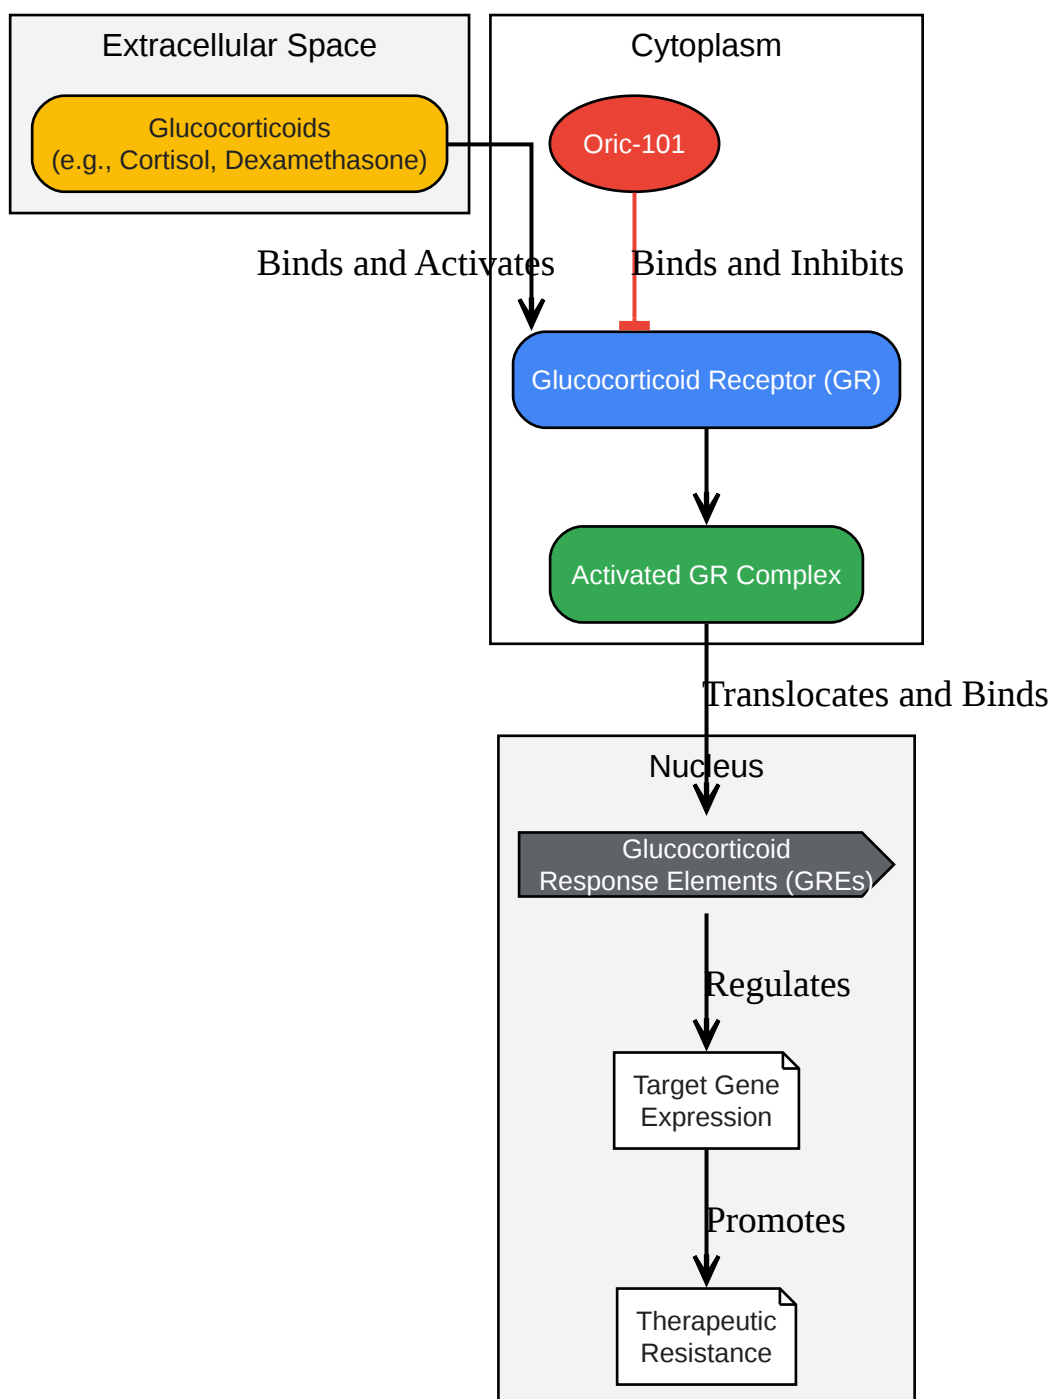 Extracellular Space
Cytoplasm
Glucocorticoids
(e.g., Cortisol, Dexamethasone)
Oric-101
Binds and Activates
Binds and Inhibits
Glucocorticoid Receptor (GR)
Activated GR Complex
Translocates and Binds
Nucleus
Glucocorticoid
Response Elements (GREs)
Regulates
Target Gene
Expression
Promotes
Therapeutic
Resistance